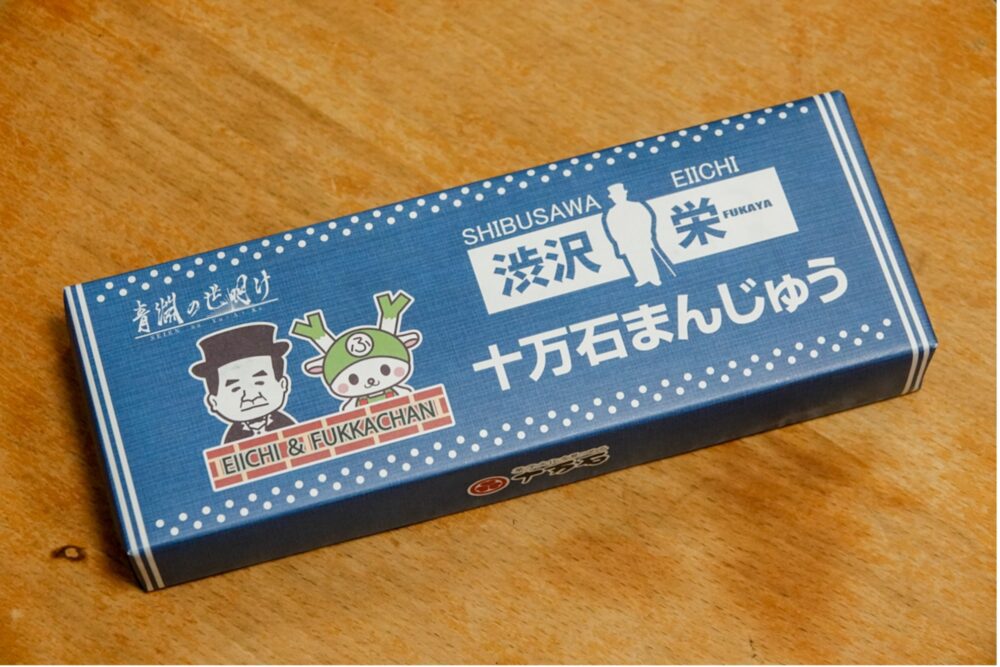 SHIBUSAWA EIICHI
渋沢 栄 FUKAYA
十万石まんじゅう
青淵の世明け
ふ
EIICHI & FUKKACHAN